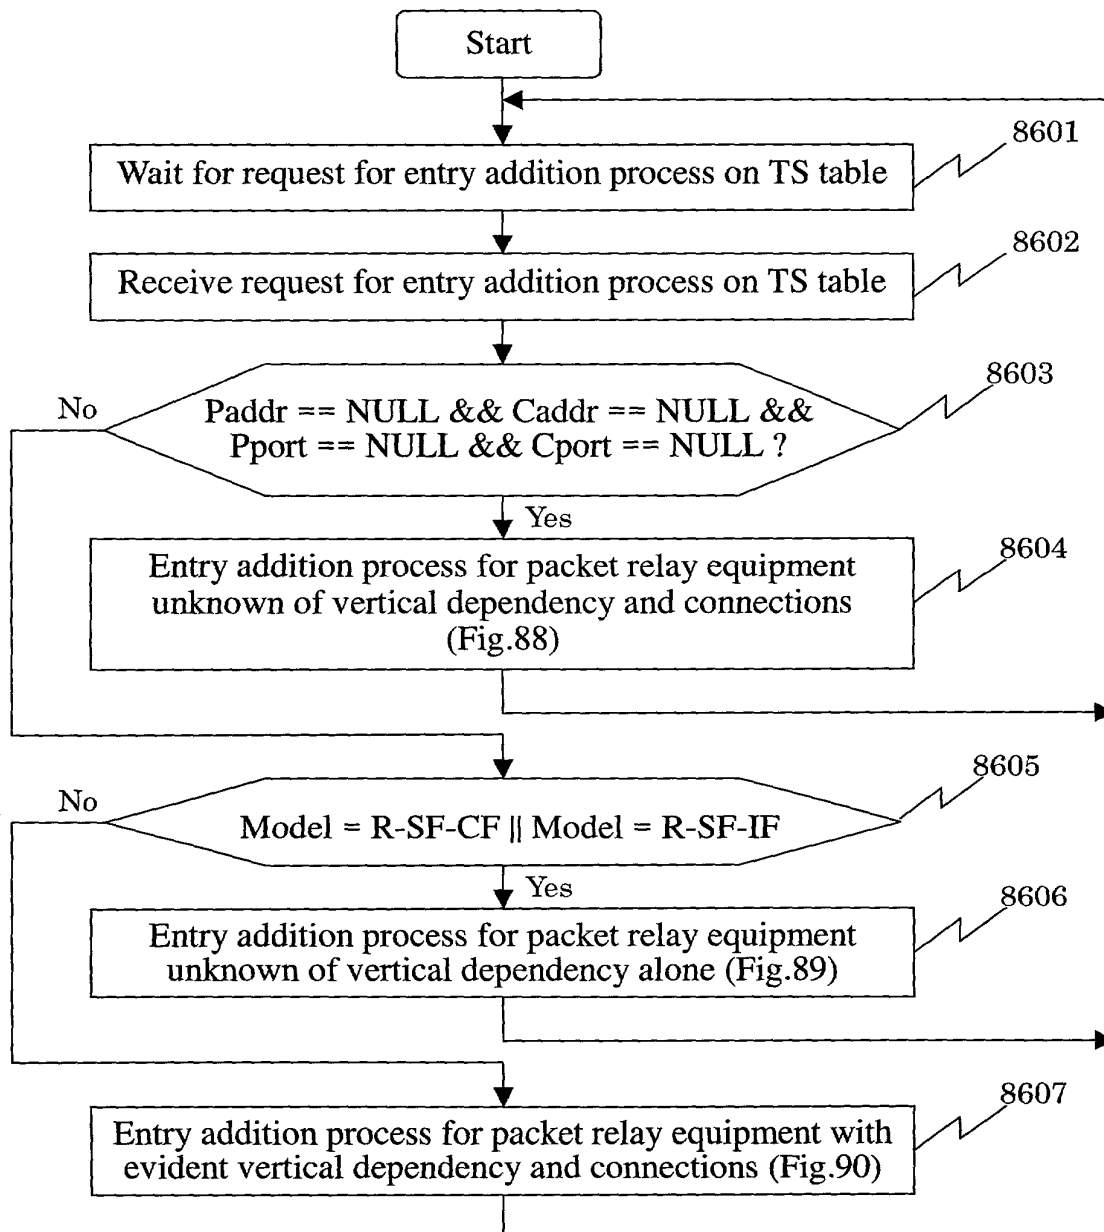 Start
8601
Wait for request for entry addition process on TS table
8602
Receive request for entry addition process on TS table
8603
No
Paddr == NULL && Caddr == NULL &&
Pport == NULL && Cport == NULL ?
Yes
8604
Entry addition process for packet relay equipment
unknown of vertical dependency and connections
(Fig.88)
8605
No
Model = R-SF-CF || Model = R-SF-IF
Yes
8606
Entry addition process for packet relay equipment
unknown of vertical dependency alone (Fig.89)
8607
Entry addition process for packet relay equipment with
evident vertical dependency and connections (Fig.90)